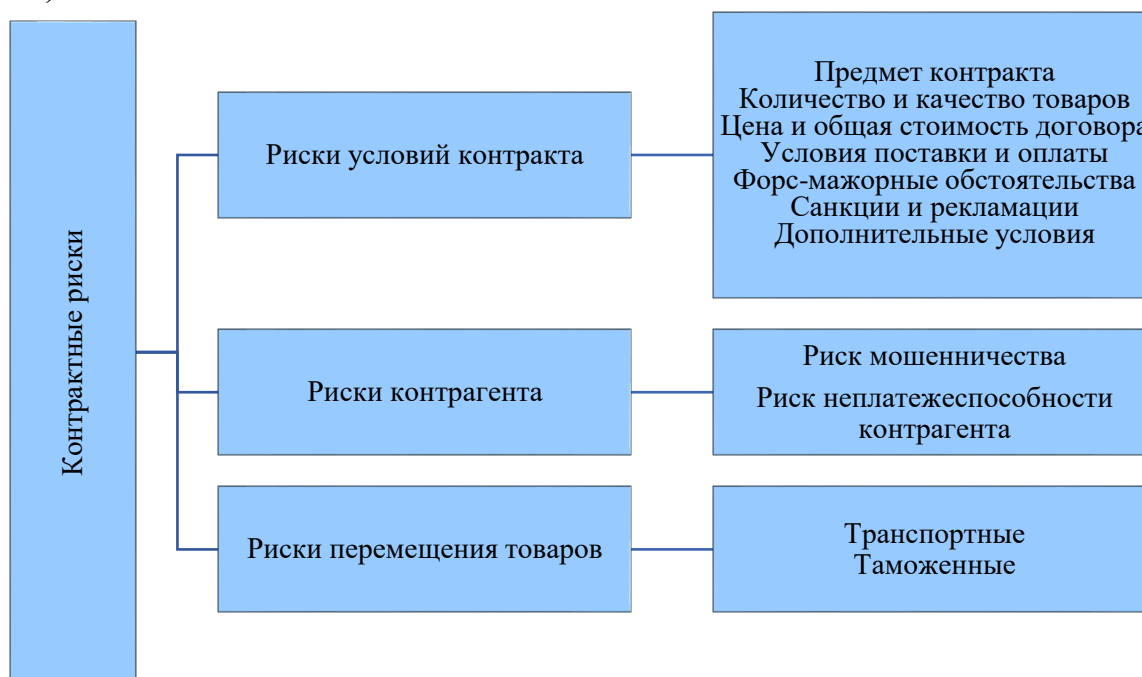 )
Контрактные риски
Риски условий контракта
Предмет контракта
Количество и качество товаров
Цена и общая стоимость договора
Условия поставки и оплаты
Форс-мажорные обстоятельства
Санкции и рекламации
Дополнительные условия
Риски контрагента
Риск мошенничества
Риск неплатежеспособности
контрагента
Риски перемещения товаров
Транспортные
Таможенные